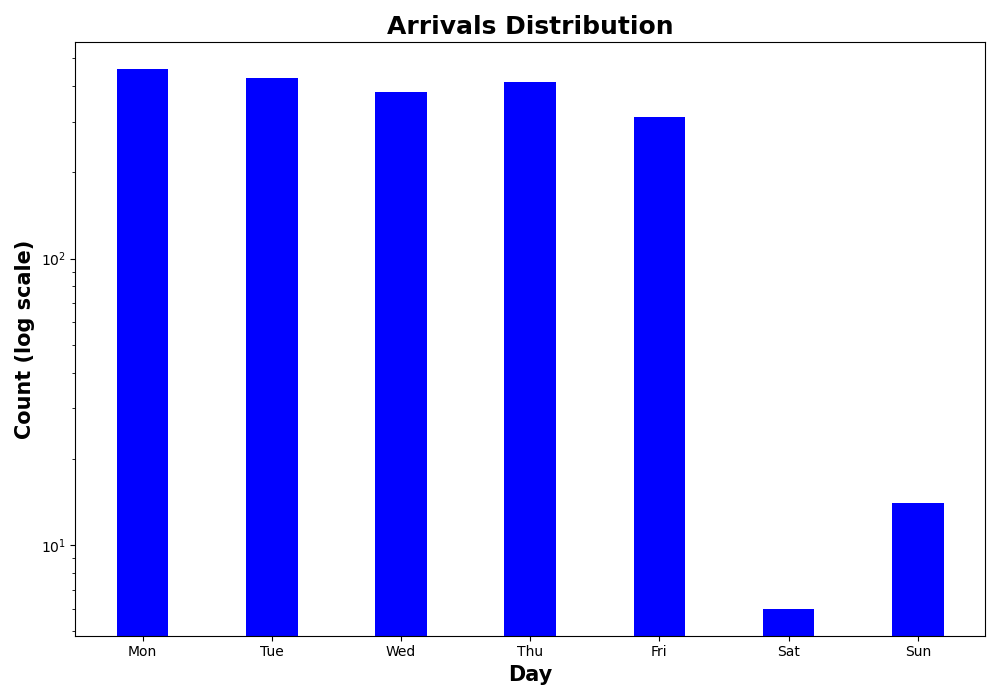 Arrivals Distribution
Count (log scale)
10²
10¹
Mon Tue Wed Thu Fri Sat Sun
Day